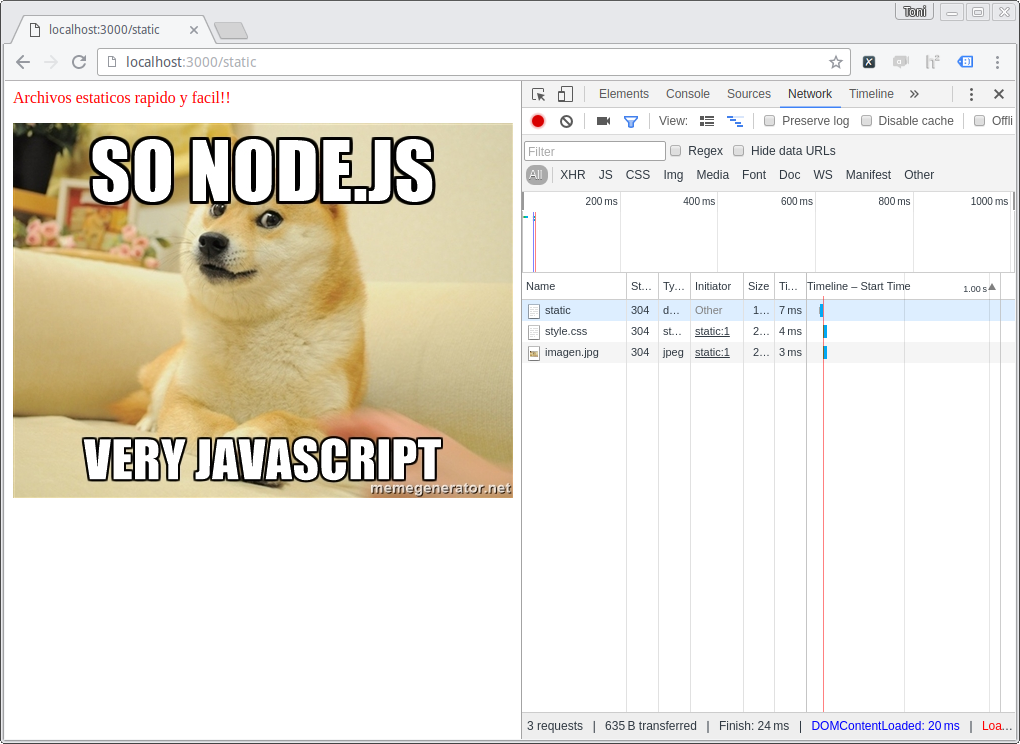 Toni
localhost:3000/static
localhost:3000/static
Archivos estaticos rapido y facil!!
SO NODE.JS
VERY JAVASCRIPT
memegenerator.net
Elements Console Sources Network Timeline »
View: Preserve log Disable cache Offli
Filter Regex Hide data URLs
All XHR JS CSS Img Media Font Doc WS Manifest Other
200 ms 400 ms 600 ms 800 ms 1000 ms
Name St... Ty... Initiator Size Ti... Timeline – Start Time 1.00 s
static 304 d... Other 1... 7 ms
style.css 304 st... static:1 2... 4 ms
imagen.jpg 304 jpeg static:1 2... 3 ms
3 requests | 635 B transferred | Finish: 24 ms | DOMContentLoaded: 20 ms | Loa...